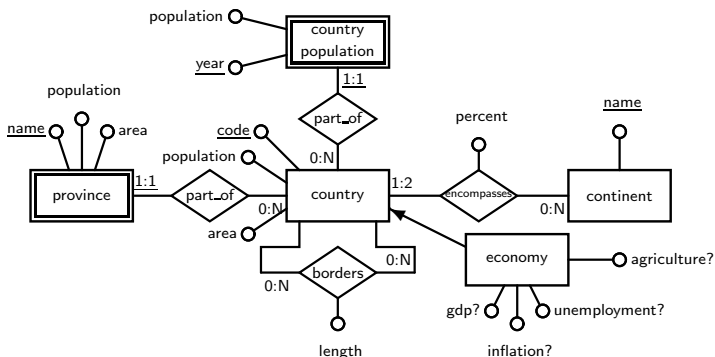 population
country
population
year
1:1
population
part_of
percent
name
name
area
code
population
0:N
province
1:1
part_of
0:N
country
1:2
encompasses
0:N
continent
area
0:N
0:N
borders
economy
agriculture?
0:N
gdp?
unemployment?
inflation?
length